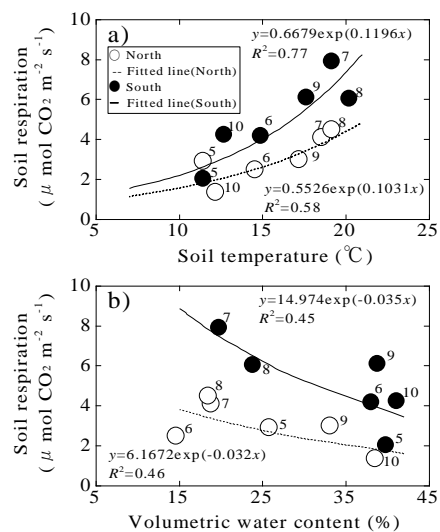 a)
y=0.6679exp(0.1196x)
R²=0.77
North
Fitted line(North)
South
Fitted line(South)
10
8
6
4
2
0
5
10
15
20
25
5
5
10
10
6
6
9
9
7
7
8
8
y=0.5526exp(0.1031x)
R²=0.58
Soil respiration
( μ mol CO₂ m⁻² s⁻¹)
Soil temperature (℃)
b)
y=14.974exp(-0.035x)
R²=0.45
10
8
6
4
2
0
5
15
25
35
45
7
8
9
6
10
5
8
7
6
5
9
10
y=6.1672exp(-0.032x)
R²=0.46
Soil respiration
( μ mol CO₂ m⁻² s⁻¹)
Volumetric water content (%)